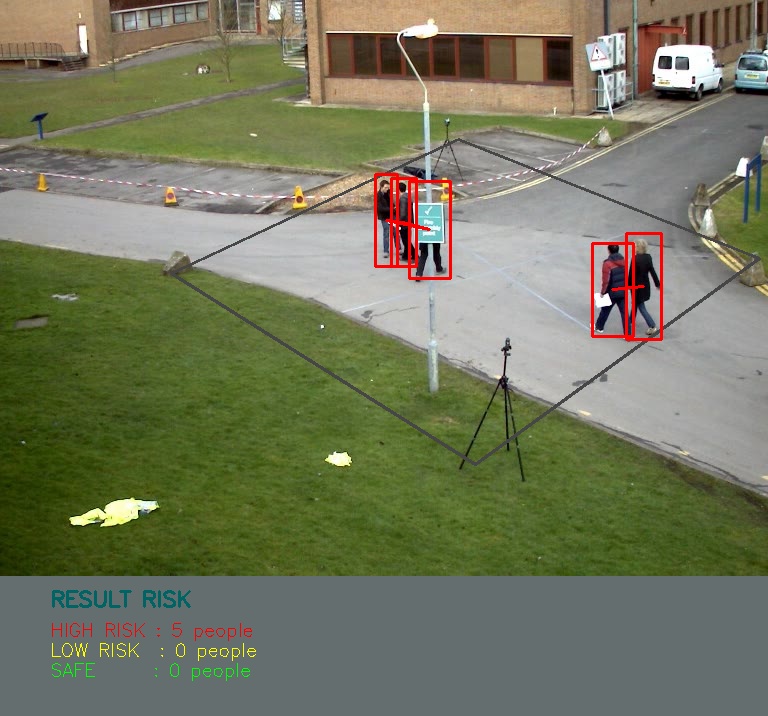 RESULT RISK
HIGH RISK : 5 people
LOW RISK : 0 people
SAFE : 0 people